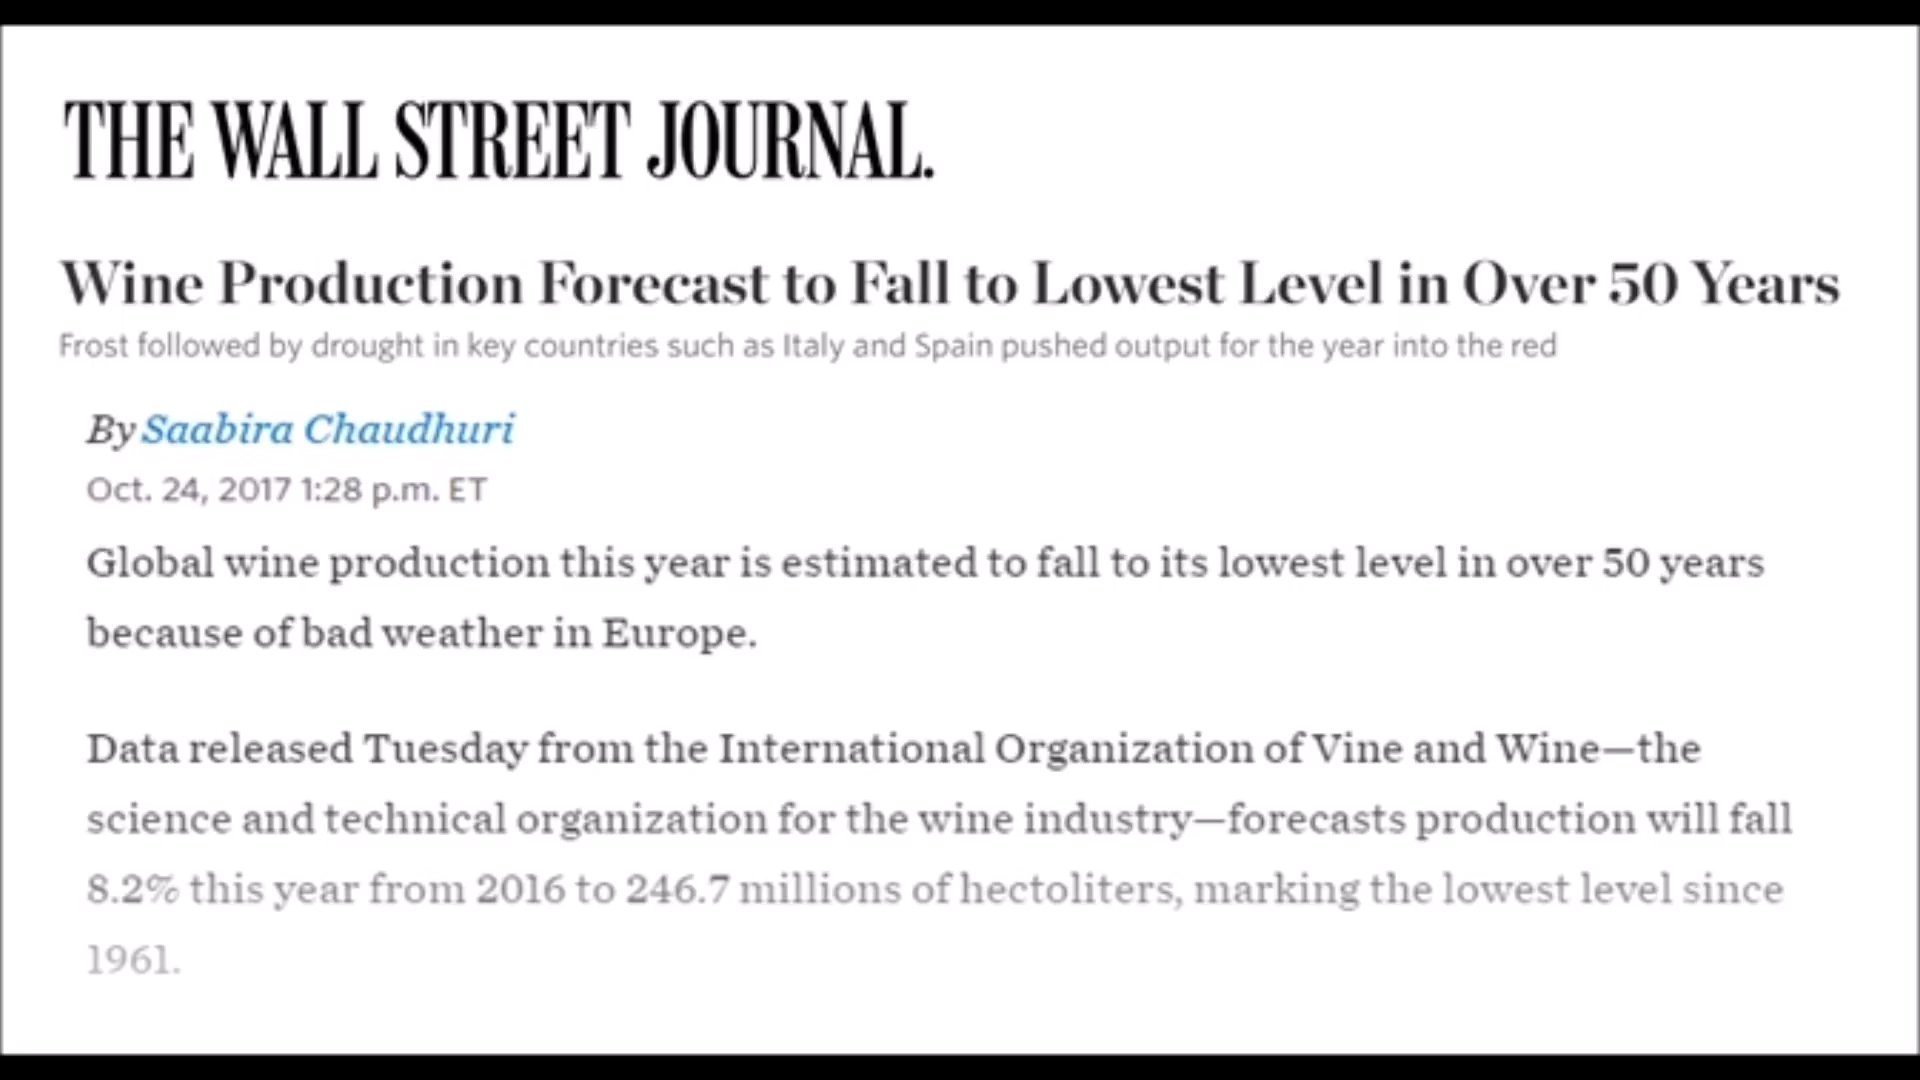 THE WALL STREET JOURNAL.
Wine Production Forecast to Fall to Lowest Level in Over 50 Years
Frost followed by drought in key countries such as Italy and Spain pushed output for the year into the red
By Saabira Chaudhuri
Oct. 24, 2017 1:28 p.m. ET
Global wine production this year is estimated to fall to its lowest level in over 50 years
because of bad weather in Europe.
Data released Tuesday from the International Organization of Vine and Wine—the
science and technical organization for the wine industry—forecasts production will fall
8.2% this year from 2016 to 246.7 millions of hectoliters, marking the lowest level since
1961.